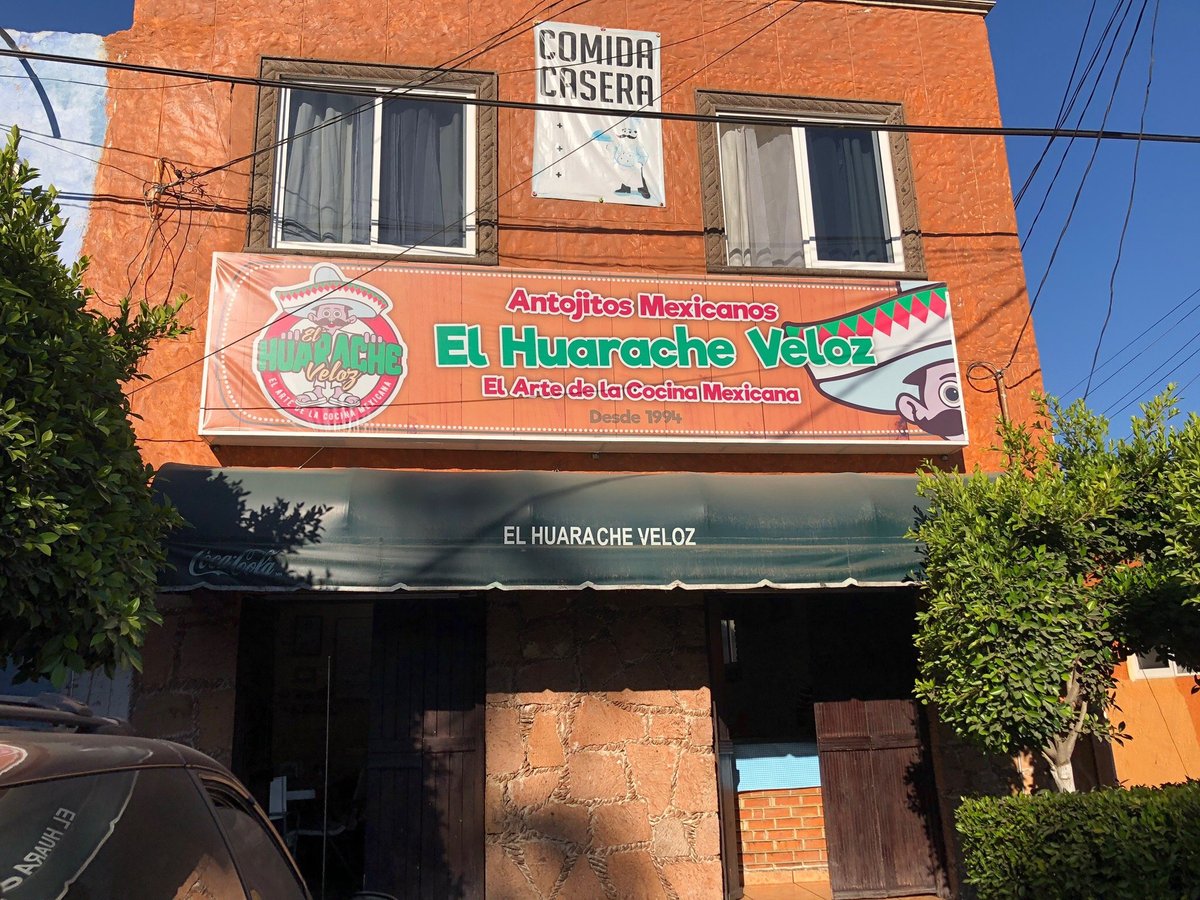 COMIDA
CASERA
Antojitos Mexicanos
El Huarache Veloz
El Arte de la Cocina Mexicana
Desde 1994
El
HUARACHE
Veloz
EL ARTE DE LA COCINA MEXICANA
EL HUARACHE VELOZ
Coca-Cola
EL HUARA